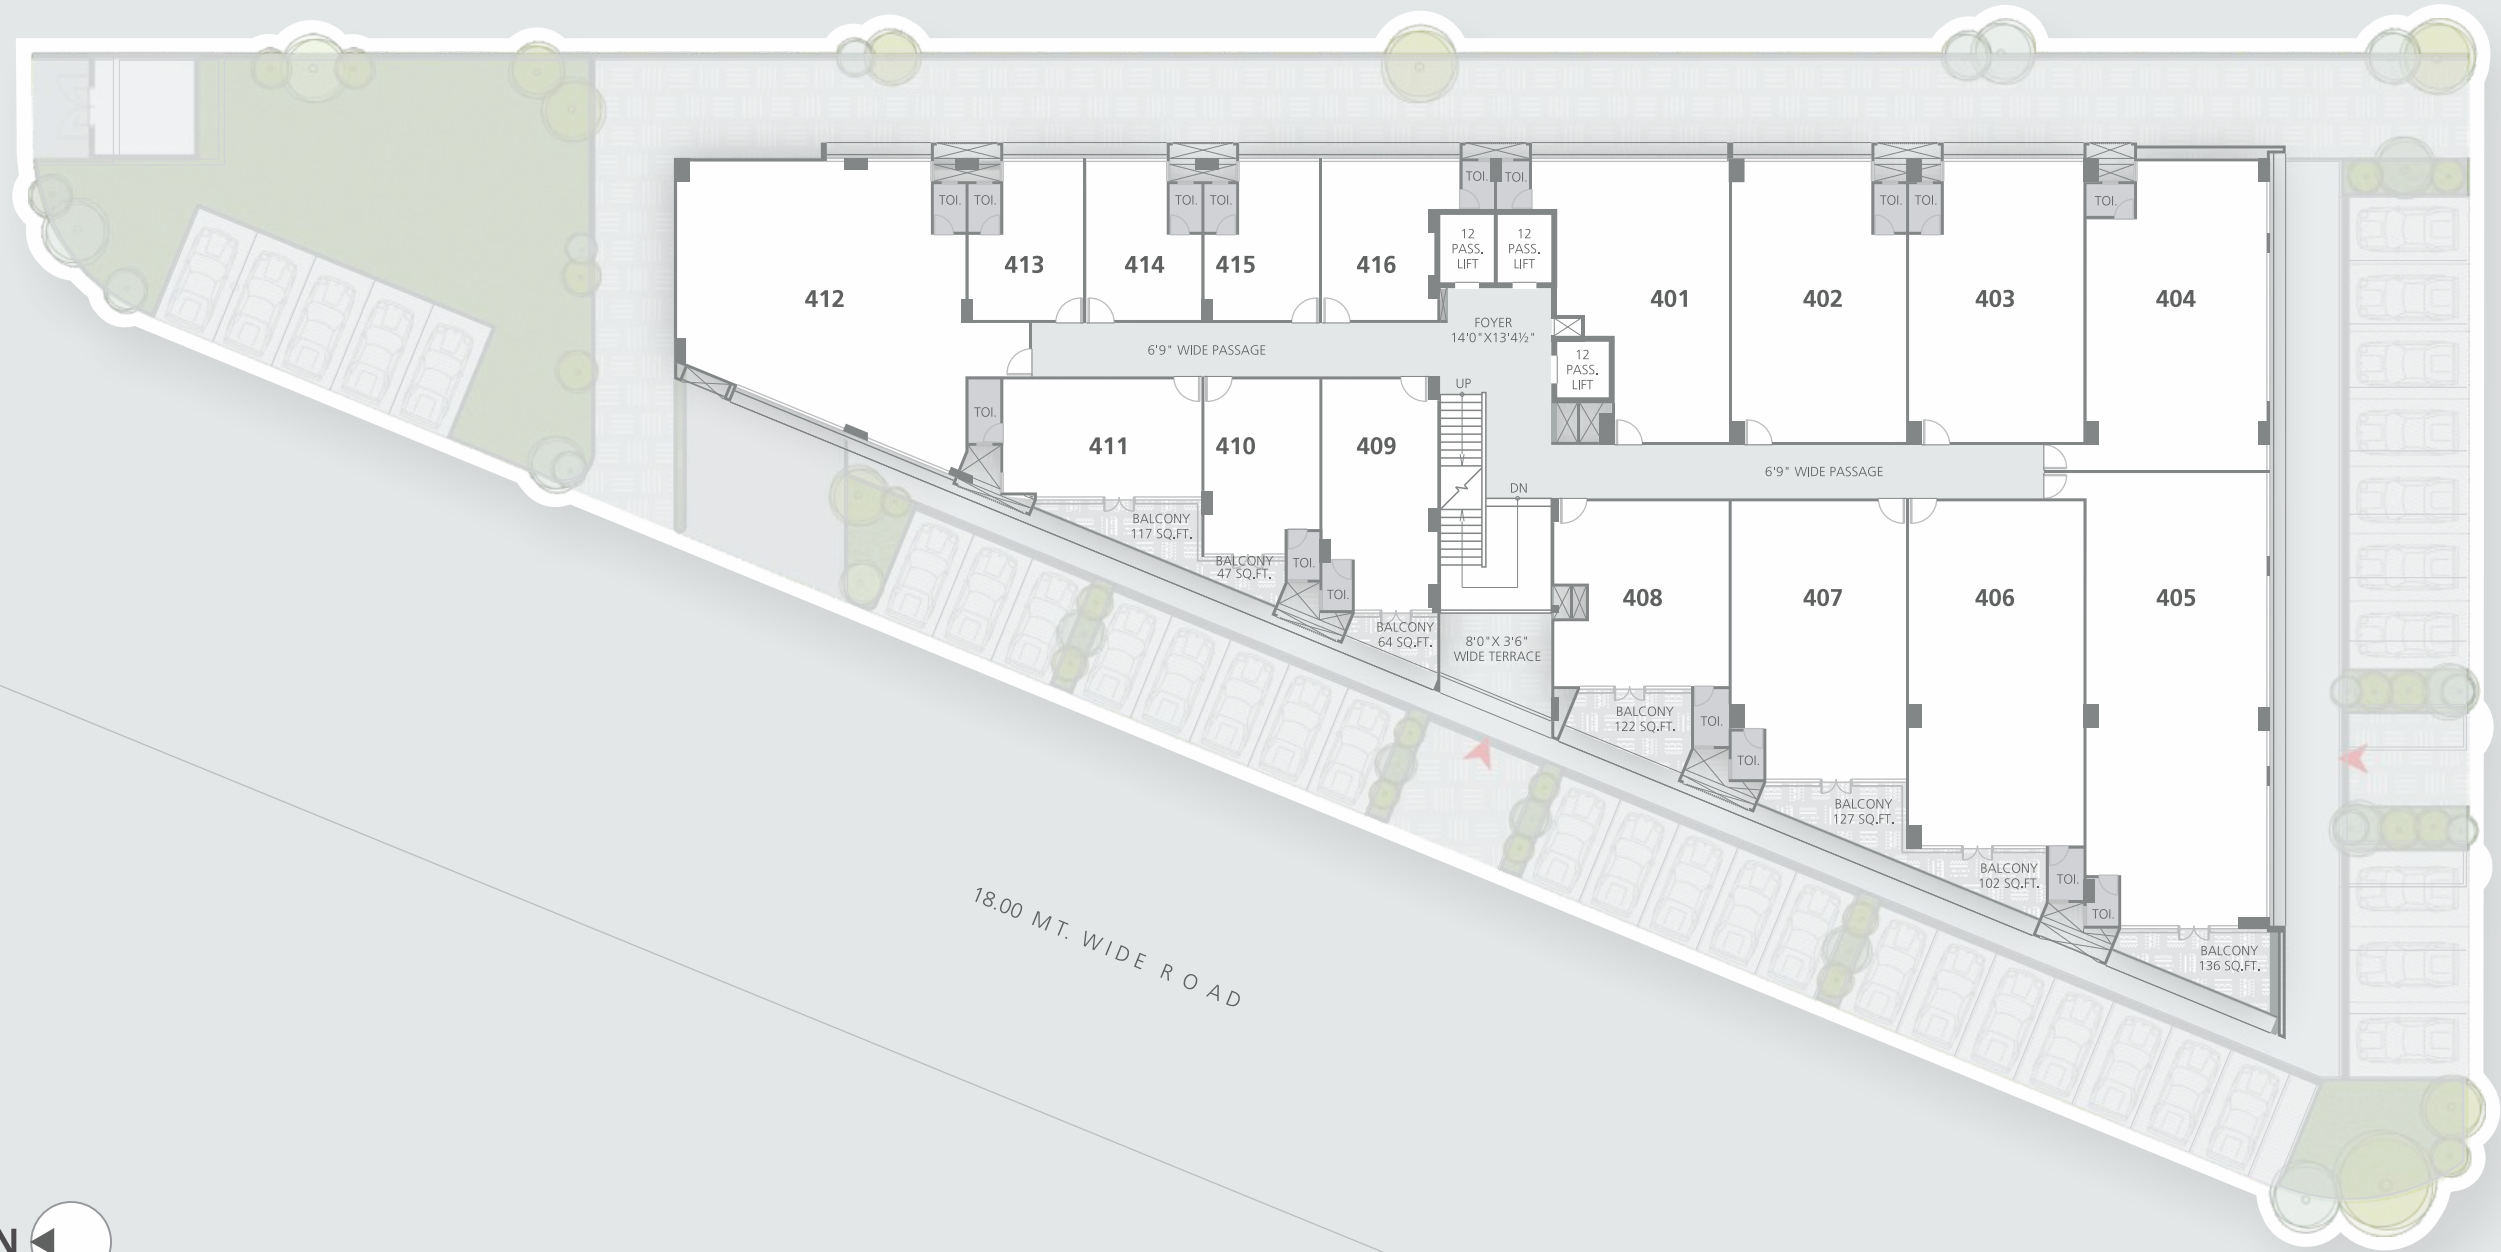 TOI. TOI.
TOI. TOI. TOI. TOI. TOI. TOI. TOI.
12
PASS.
LIFT
12
PASS.
LIFT
413
414
415
416
412
401
402
403
404
FOYER
14'0"X13'4½"
6'9" WIDE PASSAGE
12
PASS.
LIFT
UP
TOI.
411
410
409
6'9" WIDE PASSAGE
DN
BALCONY
117 SQ.FT.
BALCONY
47 SQ.FT.
TOI.
TOI.
408
407
406
405
BALCONY
64 SQ.FT.
8'0"X 3'6"
WIDE TERRACE
BALCONY
122 SQ.FT.
TOI.
TOI.
BALCONY
127 SQ.FT.
BALCONY
102 SQ.FT.
TOI.
TOI.
BALCONY
136 SQ.FT.
18.00 MT. WIDE ROAD
N